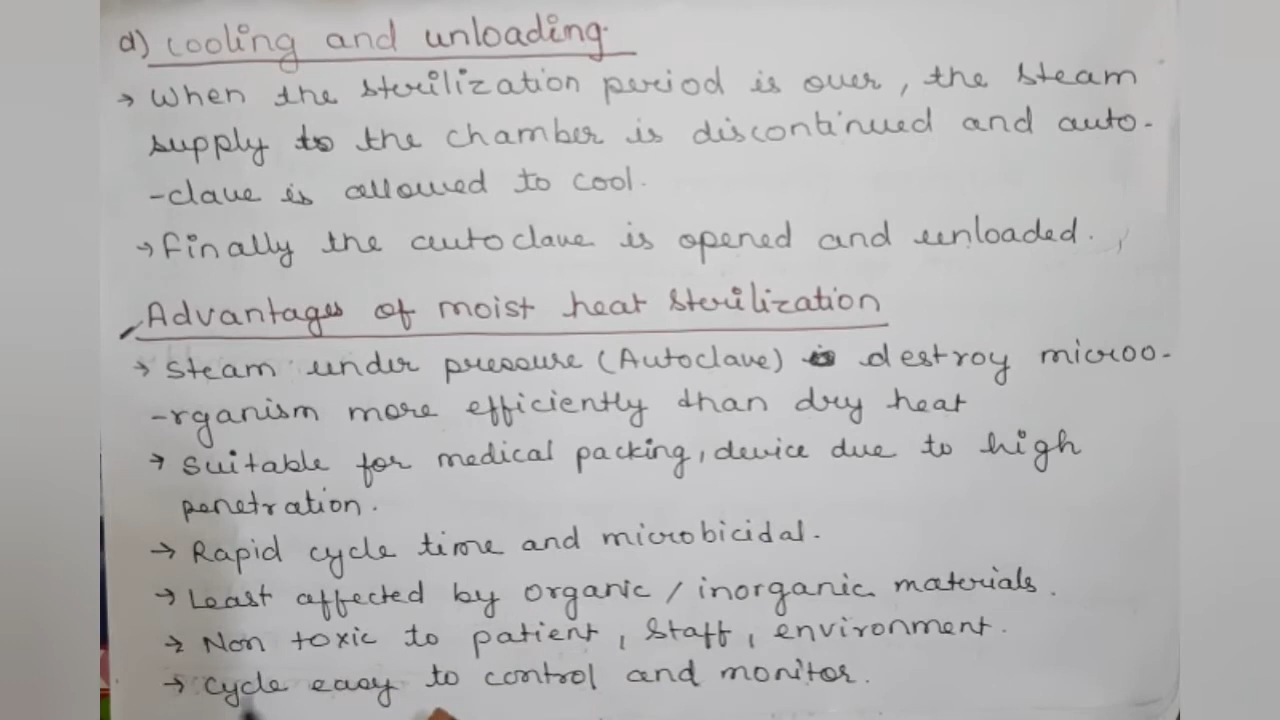 d) cooling and unloading.
→ When the sterilization period is over, the steam
supply to the chamber is discontinued and auto-
-clave is allowed to cool.
→ Finally the autoclave is opened and unloaded.
Advantages of moist heat sterilization
→ Steam under pressure (Autoclave) destroy microo-
-rganism more efficiently than dry heat
→ suitable for medical packing, device due to high
penetration.
→ Rapid cycle time and microbicidal.
→ Least affected by organic / inorganic materials.
→ Non toxic to patient, staff, environment.
→ cycle easy to control and monitor.